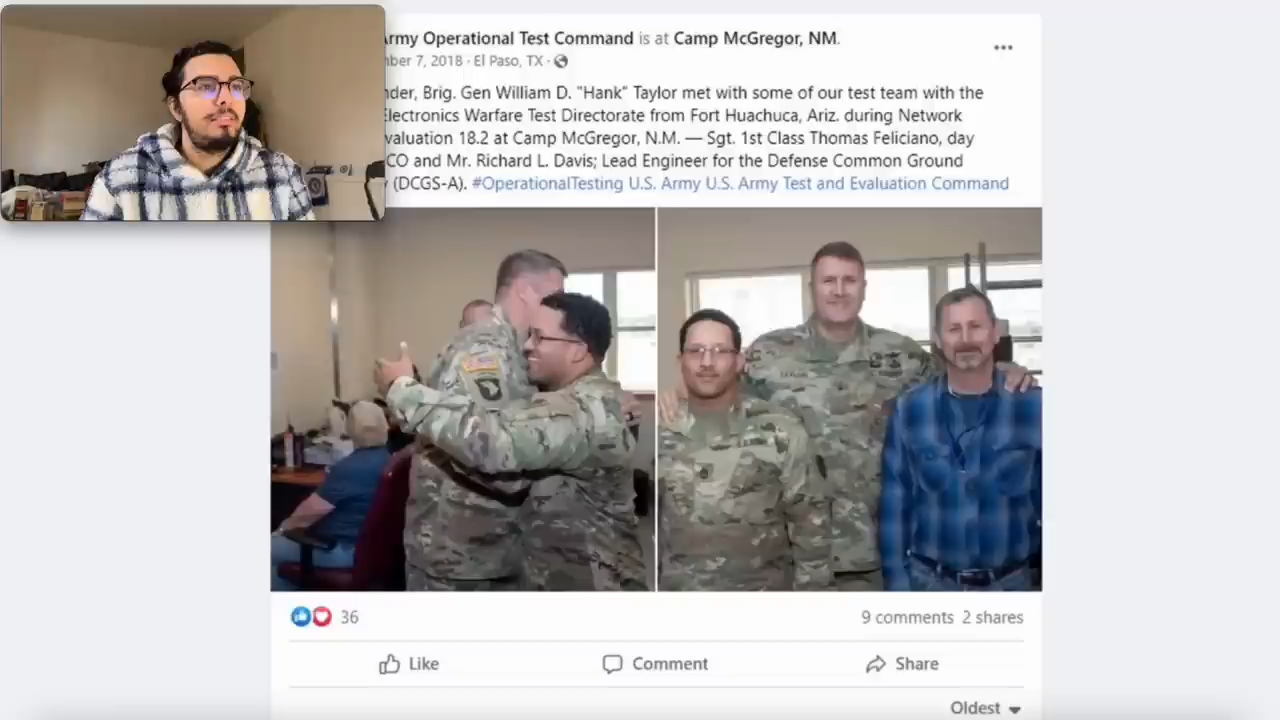 Army Operational Test Command is at Camp McGregor, NM.
7, 2018 · El Paso, TX ·
Brig. Gen William D. "Hank" Taylor met with some of our test team with the
Electronics Warfare Test Directorate from Fort Huachuca, Ariz. during Network
18.2 at Camp McGregor, N.M. — Sgt. 1st Class Thomas Feliciano, day
CO and Mr. Richard L. Davis; Lead Engineer for the Defense Common Ground
(DCGS-A). #OperationalTesting U.S. Army U.S. Army Test and Evaluation Command
36
9 comments 2 shares
Like
Comment
Share
Oldest